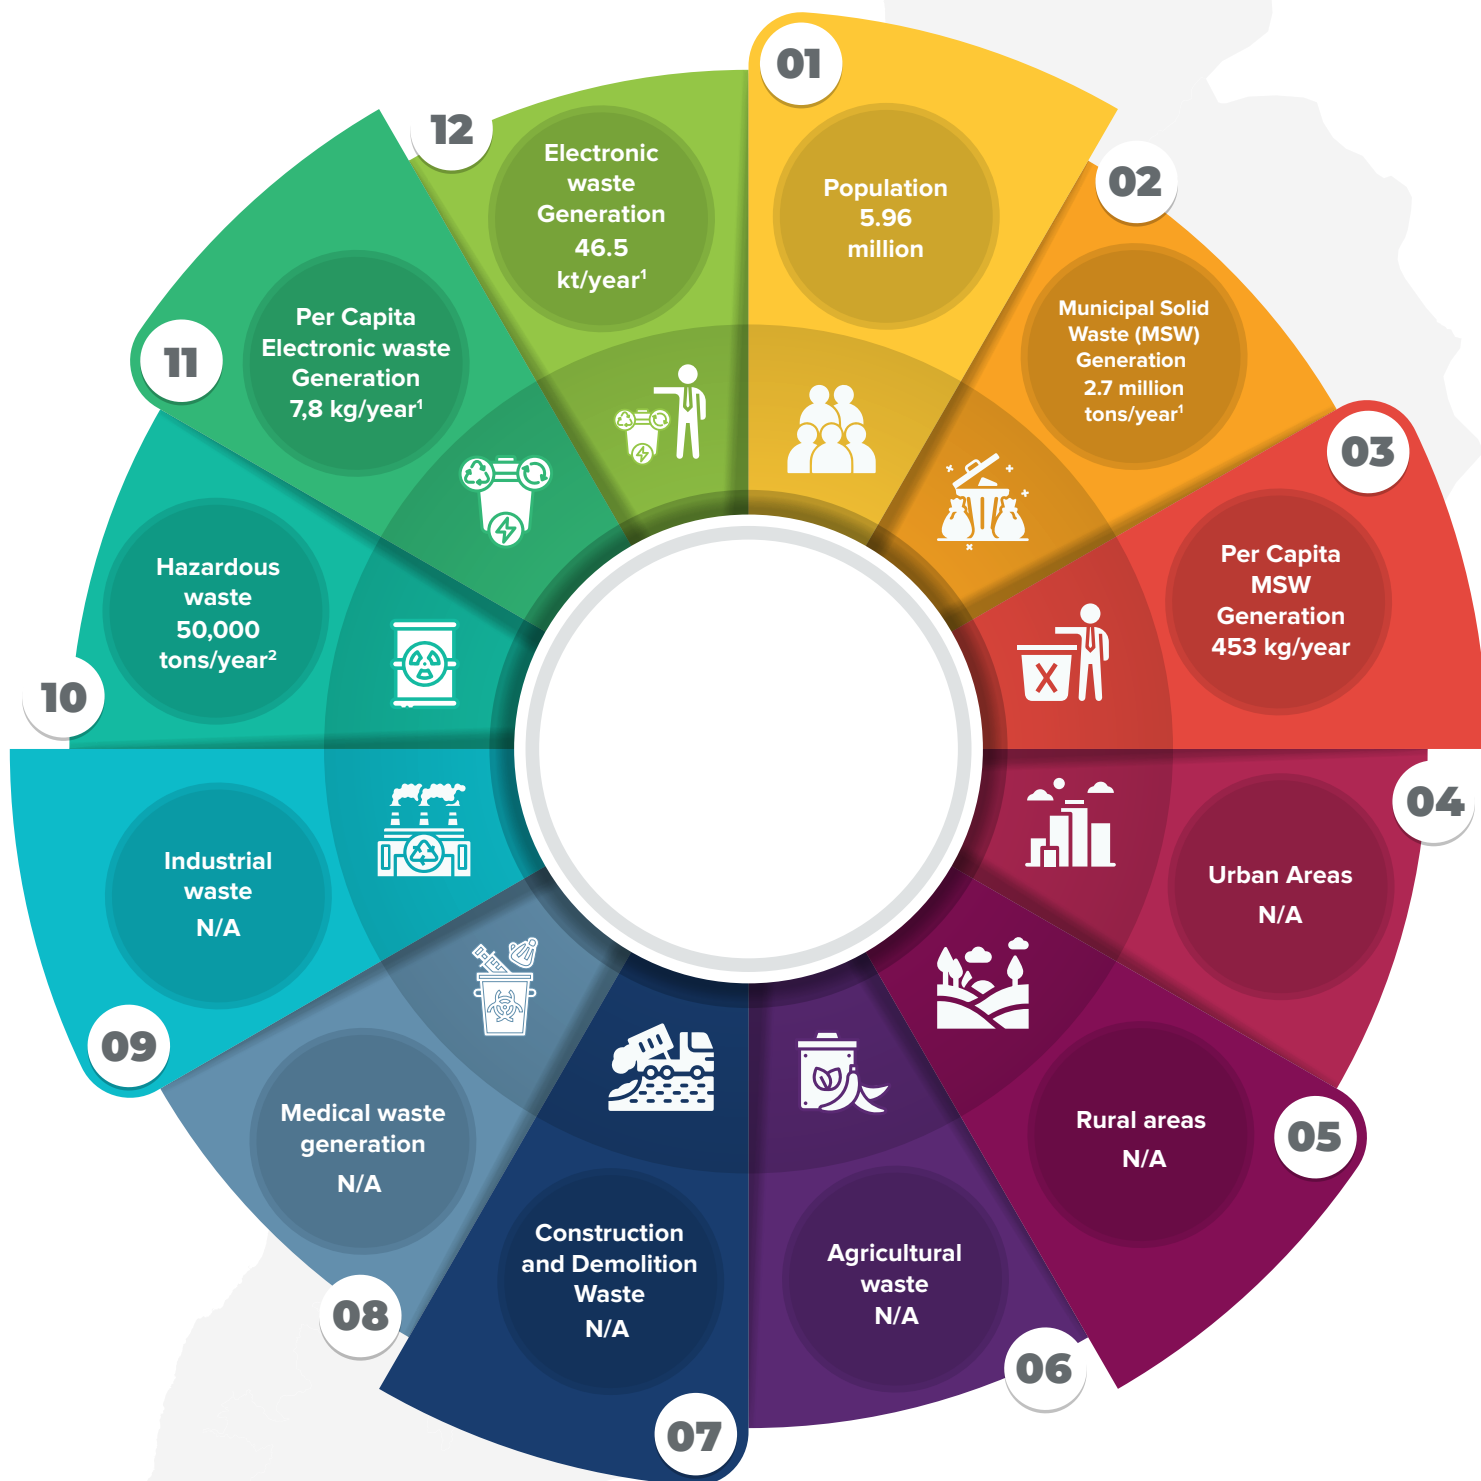 01
Population
5.96
million
02
Municipal Solid
Waste (MSW)
Generation
2.7 million
tons/year¹
03
Per Capita
MSW
Generation
453 kg/year
04
Urban Areas
N/A
05
Rural areas
N/A
06
Agricultural
waste
N/A
07
Construction
and Demolition
Waste
N/A
08
Medical waste
generation
N/A
09
Industrial
waste
N/A
10
Hazardous
waste
50,000
tons/year²
11
Per Capita
Electronic waste
Generation
7,8 kg/year¹
12
Electronic
waste
Generation
46.5
kt/year¹